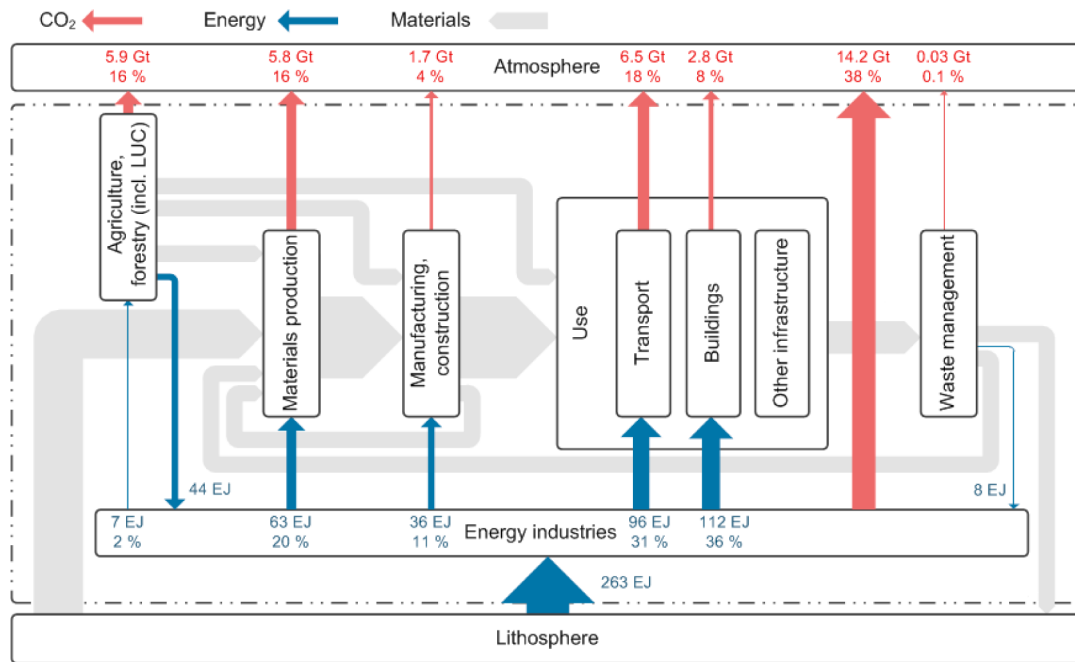 CO₂
Energy
Materials
5.9 Gt
16 %
5.8 Gt
16 %
1.7 Gt
4 %
Atmosphere
6.5 Gt
18 %
2.8 Gt
8 %
14.2 Gt
38 %
0.03 Gt
0.1 %
Agriculture,
forestry (incl. LUC)
Materials production
Manufacturing,
construction
Use
Transport
Buildings
Other infrastructure
Waste management
44 EJ
8 EJ
7 EJ
2 %
63 EJ
20 %
36 EJ
11 %
Energy industries
96 EJ
31 %
112 EJ
36 %
263 EJ
Lithosphere